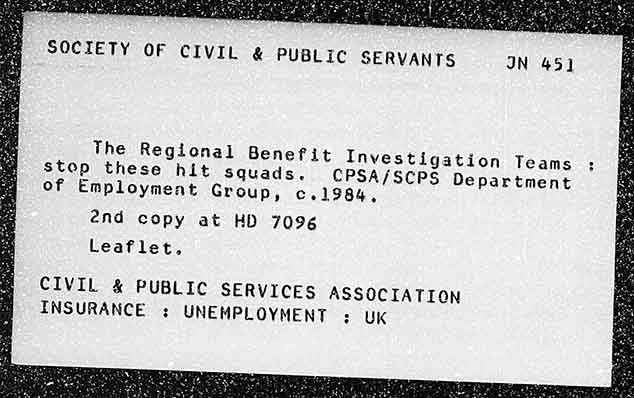 SOCIETY OF CIVIL & PUBLIC SERVANTS JN 451
The Regional Benefit Investigation Teams :
stop these hit squads. CPSA/SCPS Department
of Employment Group, c.1984.
2nd copy at HD 7096
Leaflet.
CIVIL & PUBLIC SERVICES ASSOCIATION
INSURANCE : UNEMPLOYMENT : UK